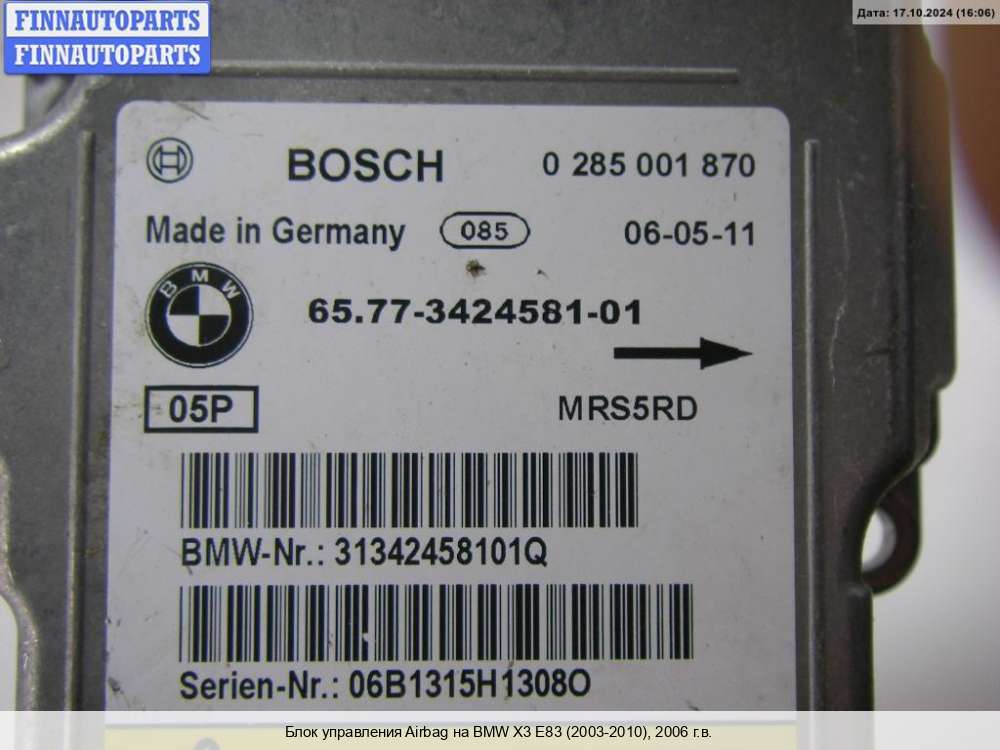 FINNAUTOPARTS
FINNAUTOPARTS
Дата: 17.10.2024 (16:06)
BOSCH 0 285 001 870
Made in Germany 085 06-05-11
BMW
65.77-3424581-01
05P MRS5RD
BMW-Nr.: 31342458101Q
Serien-Nr.: 06B1315H1308O
Блок управления Airbag на BMW X3 E83 (2003-2010), 2006 г.в.